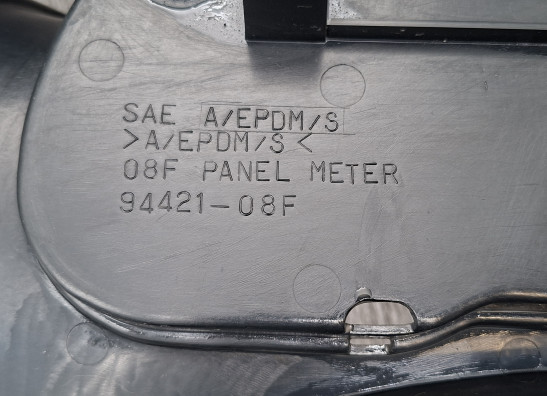 SAE A/EPDM/S
>A/EPDM/S<
08F PANEL METER
94421-08F